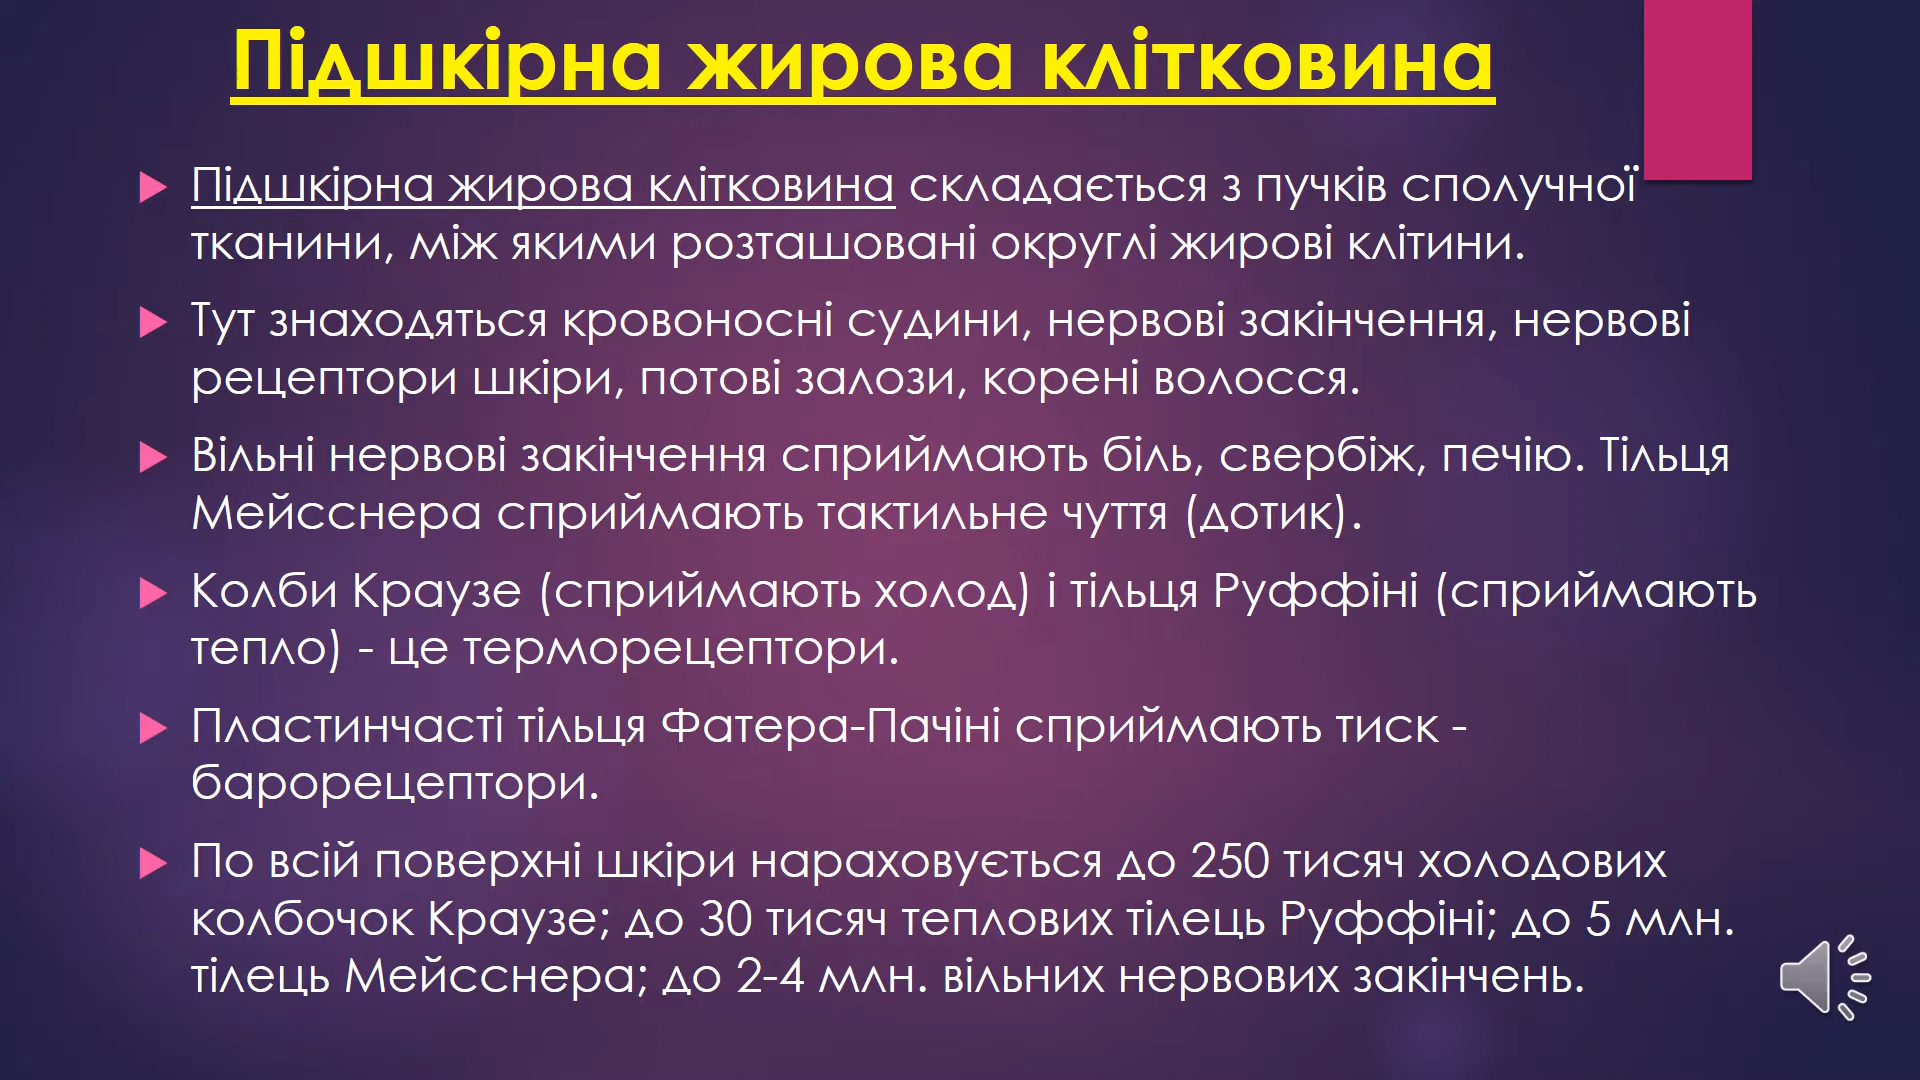 Підшкірна жирова клітковина
Підшкірна жирова клітковина складається з пучків сполучної
тканини, між якими розташовані округлі жирові клітини.
Тут знаходяться кровоносні судини, нервові закінчення, нервові
рецептори шкіри, потові залози, корені волосся.
Вільні нервові закінчення сприймають біль, свербіж, печію. Тільця
Мейсснера сприймають тактильне чуття (дотик).
Колби Краузе (сприймають холод) і тільця Руффіні (сприймають
тепло) - це терморецептори.
Пластинчасті тільця Фатера-Пачіні сприймають тиск -
барорецептори.
По всій поверхні шкіри нараховується до 250 тисяч холодових
колбочок Краузе; до 30 тисяч теплових тілець Руффіні; до 5 млн.
тілець Мейсснера; до 2-4 млн. вільних нервових закінчень.